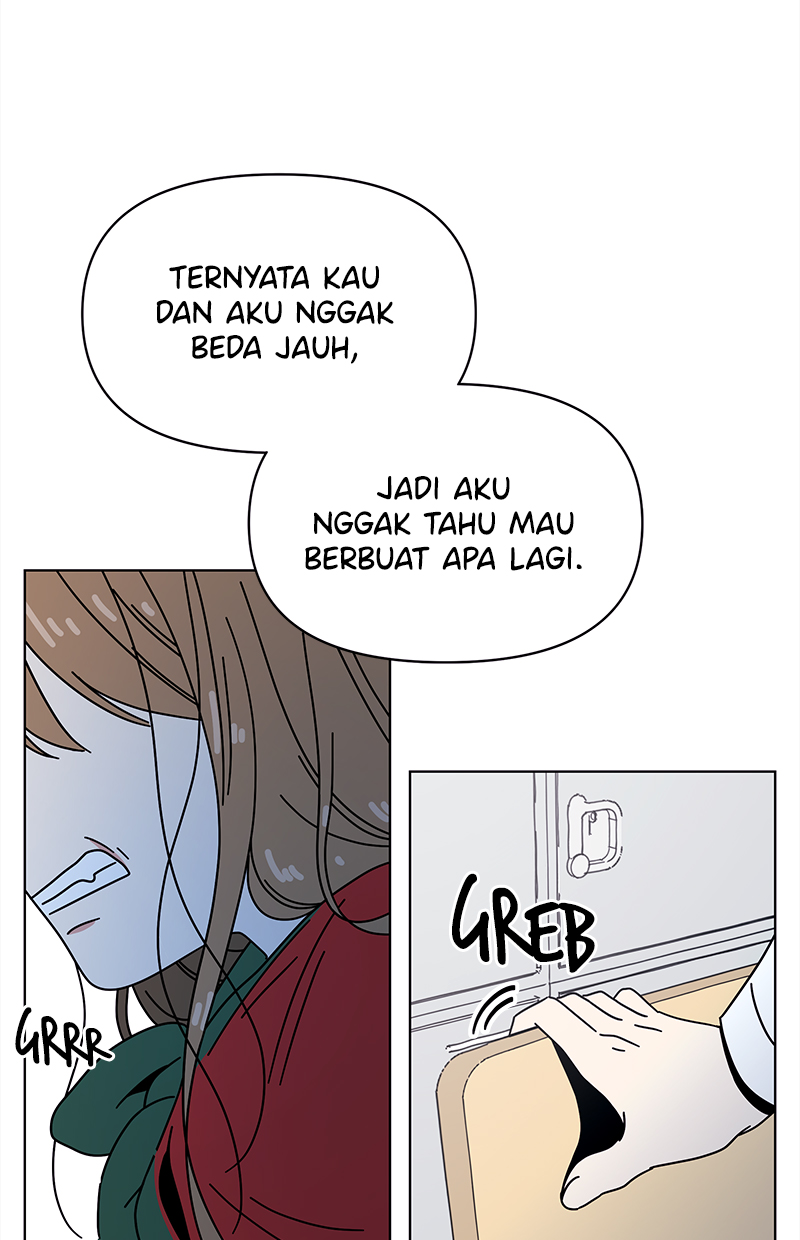 TERNYATA KAU
DAN AKU NGGAK
BEDA JAUH,
JADI AKU
NGGAK TAHU MAU
BERBUAT APA LAGI.
GREB
GRRR